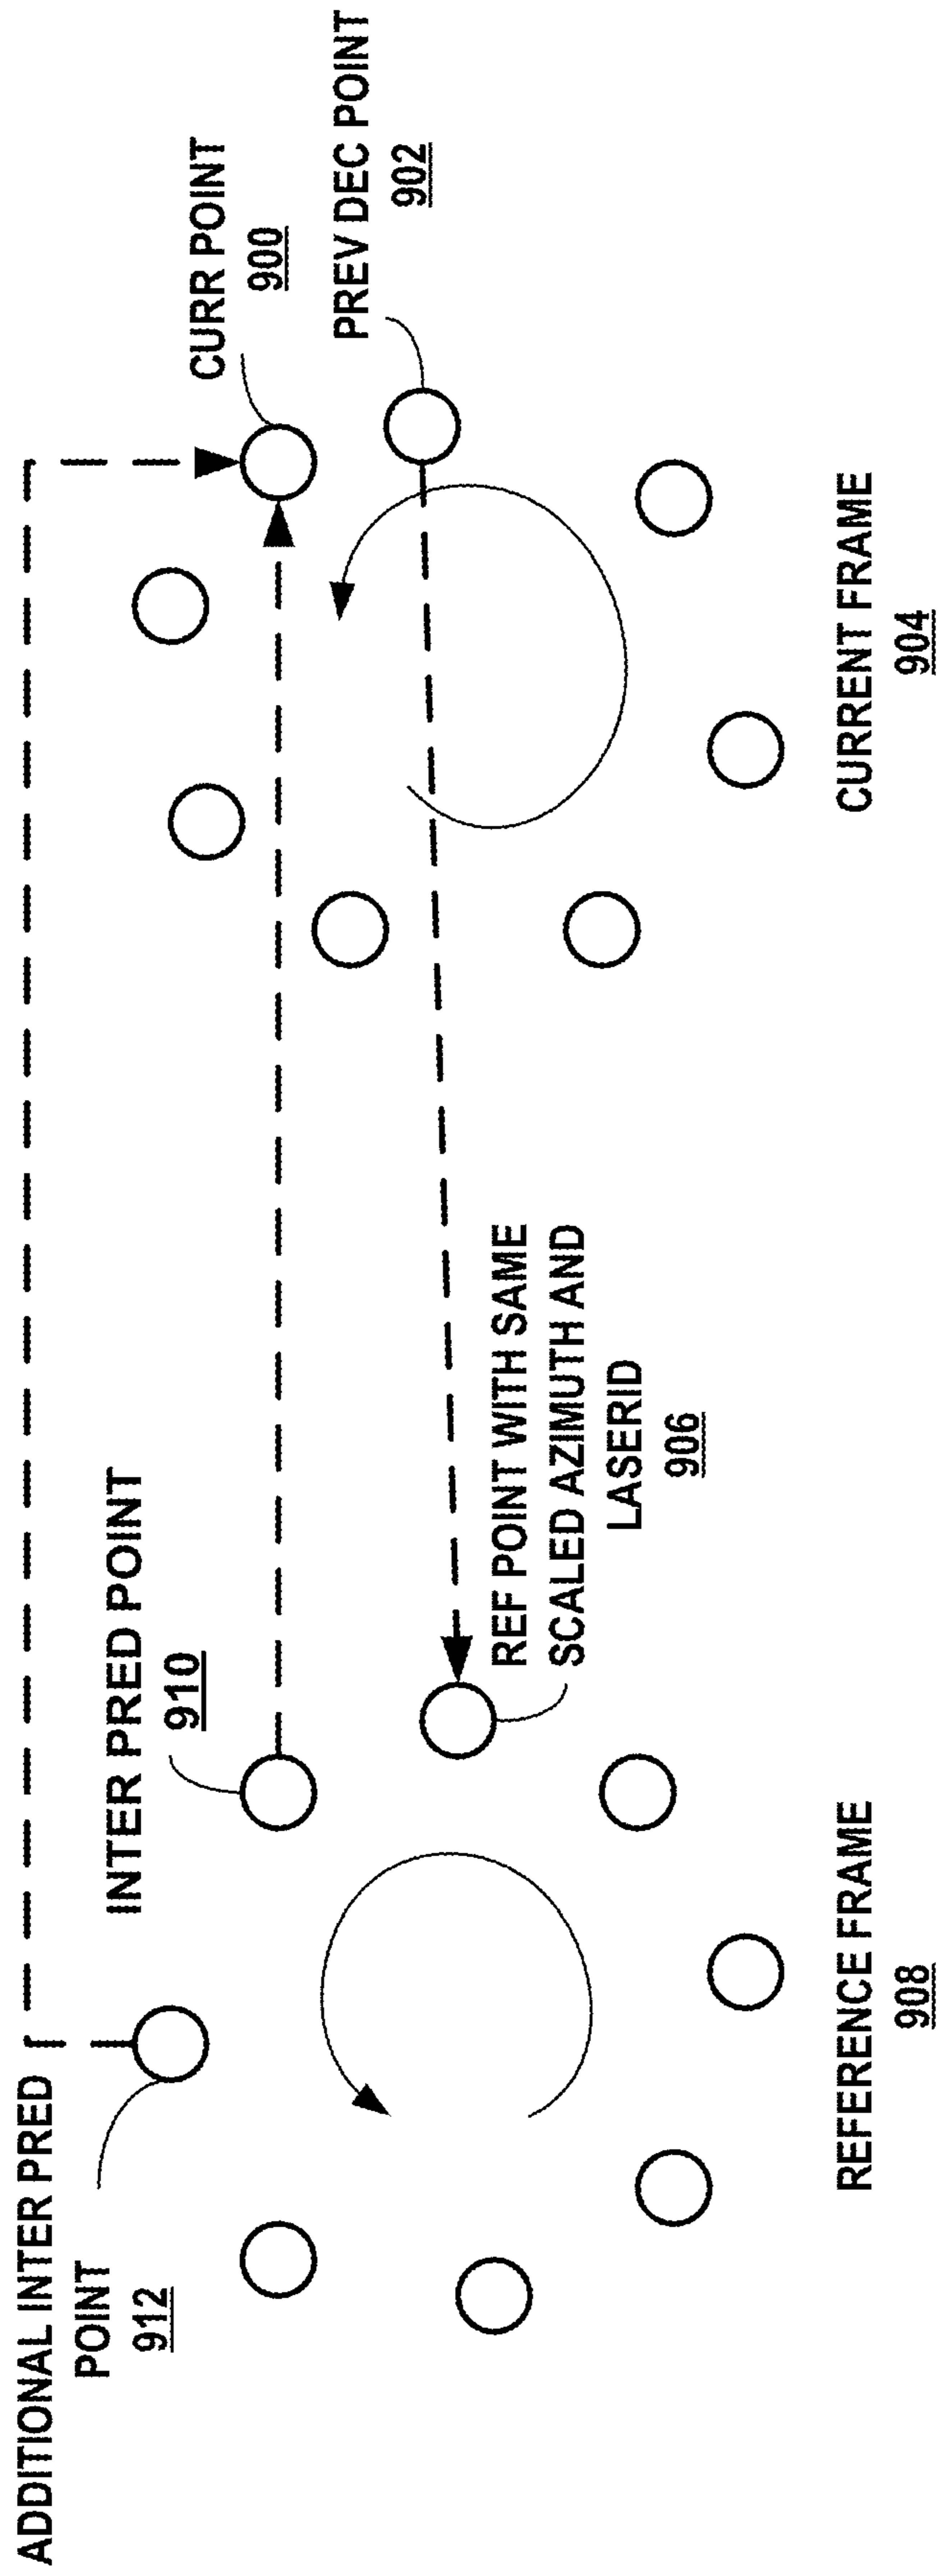 ADDITIONAL INTER PRED
POINT
912
INTER PRED POINT
910
CURR POINT
900
PREV DEC POINT
902
REF POINT WITH SAME
SCALED AZIMUTH AND
LASERID
906
REFERENCE FRAME
908
CURRENT FRAME
904